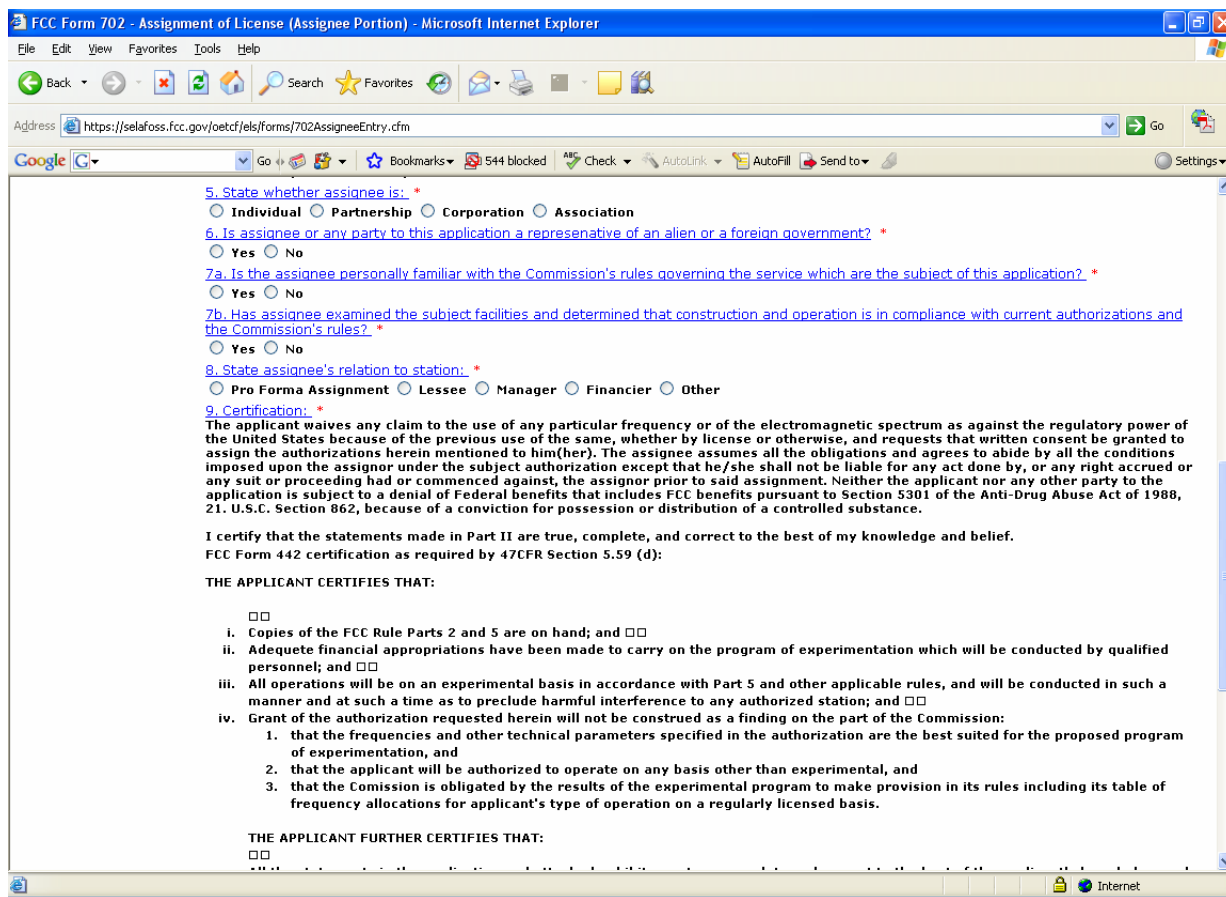 FCC Form 702 - Assignment of License (Assignee Portion) - Microsoft Internet Explorer
File Edit View Favorites Tools Help
Back Search Favorites
Address https://selafoss.fcc.gov/oetcf/els/forms/702AssigneeEntry.cfm Go
Google G Go Bookmarks 544 blocked ABC Check AutoLink AutoFill Send to Settings
5. State whether assignee is: *
Individual Partnership Corporation Association
6. Is assignee or any party to this application a represenative of an alien or a foreign government? *
Yes No
7a. Is the assignee personally familiar with the Commission's rules governing the service which are the subject of this application? *
Yes No
7b. Has assignee examined the subject facilities and determined that construction and operation is in compliance with current authorizations and
the Commission's rules? *
Yes No
8. State assignee's relation to station: *
Pro Forma Assignment Lessee Manager Financier Other
9. Certification: *
The applicant waives any claim to the use of any particular frequency or of the electromagnetic spectrum as against the regulatory power of
the United States because of the previous use of the same, whether by license or otherwise, and requests that written consent be granted to
assign the authorizations herein mentioned to him(her). The assignee assumes all the obligations and agrees to abide by all the conditions
imposed upon the assignor under the subject authorization except that he/she shall not be liable for any act done by, or any right accrued or
any suit or proceeding had or commenced against, the assignor prior to said assignment. Neither the applicant nor any other party to the
application is subject to a denial of Federal benefits that includes FCC benefits pursuant to Section 5301 of the Anti-Drug Abuse Act of 1988,
21. U.S.C. Section 862, because of a conviction for possession or distribution of a controlled substance.
I certify that the statements made in Part II are true, complete, and correct to the best of my knowledge and belief.
FCC Form 442 certification as required by 47CFR Section 5.59 (d):
THE APPLICANT CERTIFIES THAT:
□□
i. Copies of the FCC Rule Parts 2 and 5 are on hand; and □□
ii. Adequete financial appropriations have been made to carry on the program of experimentation which will be conducted by qualified
personnel; and □□
iii. All operations will be on an experimental basis in accordance with Part 5 and other applicable rules, and will be conducted in such a
manner and at such a time as to preclude harmful interference to any authorized station; and □□
iv. Grant of the authorization requested herein will not be construed as a finding on the part of the Commission:
1. that the frequencies and other technical parameters specified in the authorization are the best suited for the proposed program
of experimentation, and
2. that the applicant will be authorized to operate on any basis other than experimental, and
3. that the Comission is obligated by the results of the experimental program to make provision in its rules including its table of
frequency allocations for applicant's type of operation on a regularly licensed basis.
THE APPLICANT FURTHER CERTIFIES THAT:
□□
Internet